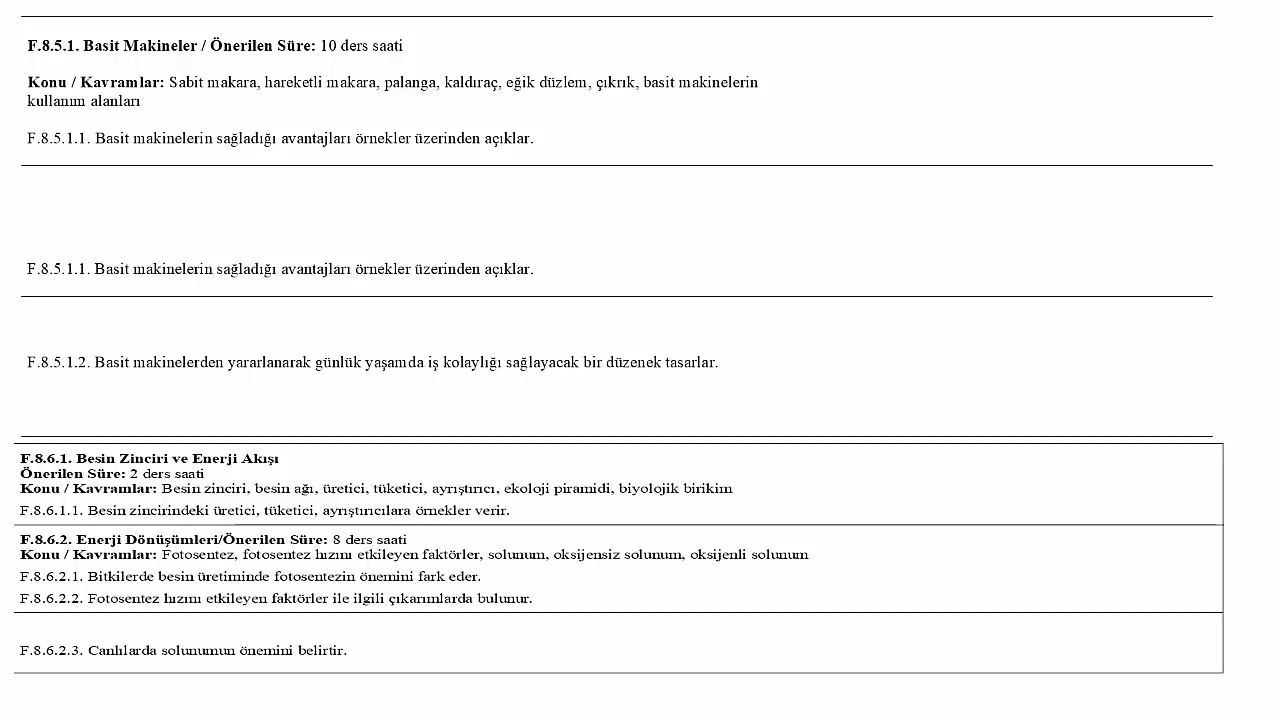 F.8.5.1. Basit Makineler / Önerilen Süre: 10 ders saati
Konu / Kavramlar: Sabit makara, hareketli makara, palanga, kaldıraç, eğik düzlem, çıkrık, basit makinelerin
kullanım alanları
F.8.5.1.1. Basit makinelerin sağladığı avantajları örnekler üzerinden açıklar.
F.8.5.1.1. Basit makinelerin sağladığı avantajları örnekler üzerinden açıklar.
F.8.5.1.2. Basit makinelerden yararlanarak günlük yaşamda iş kolaylığı sağlayacak bir düzenek tasarlar.
F.8.6.1. Besin Zinciri ve Enerji Akışı
Önerilen Süre: 2 ders saati
Konu / Kavramlar: Besin zinciri, besin ağı, üretici, tüketici, ayrıştırıcı, ekoloji piramidi, biyolojik birikim
F.8.6.1.1. Besin zincirindeki üretici, tüketici, ayrıştırıcılara örnekler verir.
F.8.6.2. Enerji Dönüşümleri/Önerilen Süre: 8 ders saati
Konu / Kavramlar: Fotosentez, fotosentez hızını etkileyen faktörler, solunum, oksijensiz solunum, oksijenli solunum
F.8.6.2.1. Bitkilerde besin üretiminde fotosentezin önemini fark eder.
F.8.6.2.2. Fotosentez hızını etkileyen faktörler ile ilgili çıkarımlarda bulunur.
F.8.6.2.3. Canlılarda solunumun önemini belirtir.